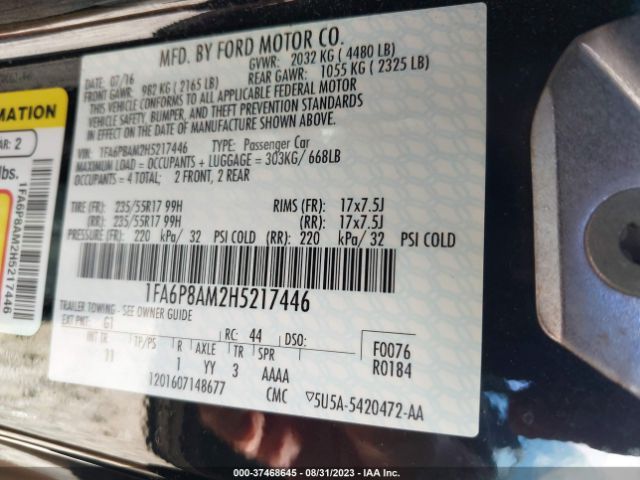 MFD. BY FORD MOTOR CO.
DATE: 07/16 GVWR: 2032 KG ( 4480 LB)
FRONT GAWR: 982 KG ( 2165 LB) REAR GAWR: 1055 KG ( 2325 LB)
THIS VEHICLE CONFORMS TO ALL APPLICABLE FEDERAL MOTOR
VEHICLE SAFETY, BUMPER, AND THEFT PREVENTION STANDARDS
IN EFFECT ON THE DATE OF MANUFACTURE SHOWN ABOVE.
VIN: 1FA6P8AM2H5217446 TYPE: Passenger Car
MAXIMUM LOAD = OCCUPANTS + LUGGAGE = 303KG/ 668LB
OCCUPANTS = 4 TOTAL; 2 FRONT, 2 REAR
TIRE (FR): 235/55R17 99H RIMS (FR): 17x7.5J
(RR): 235/55R17 99H (RR): 17x7.5J
PRESSURE (FR): 220 kPa/ 32 PSI COLD (RR): 220 kPa/ 32 PSI COLD
1FA6P8AM2H5217446
TRAILER TOWING - SEE OWNER GUIDE
EXT PNT: G1 RC: 44 DSO: F0076
INT TR TP/PS R AXLE TR SPR R0184
11 1 YY 3 AAAA
1201607148677 CMC ▽5U5A-5420472-AA
MATION
AR: 2
lbs.
1FA6P8AM2H5217446
000-37468645 / 08/31/2023 - IAA Inc.